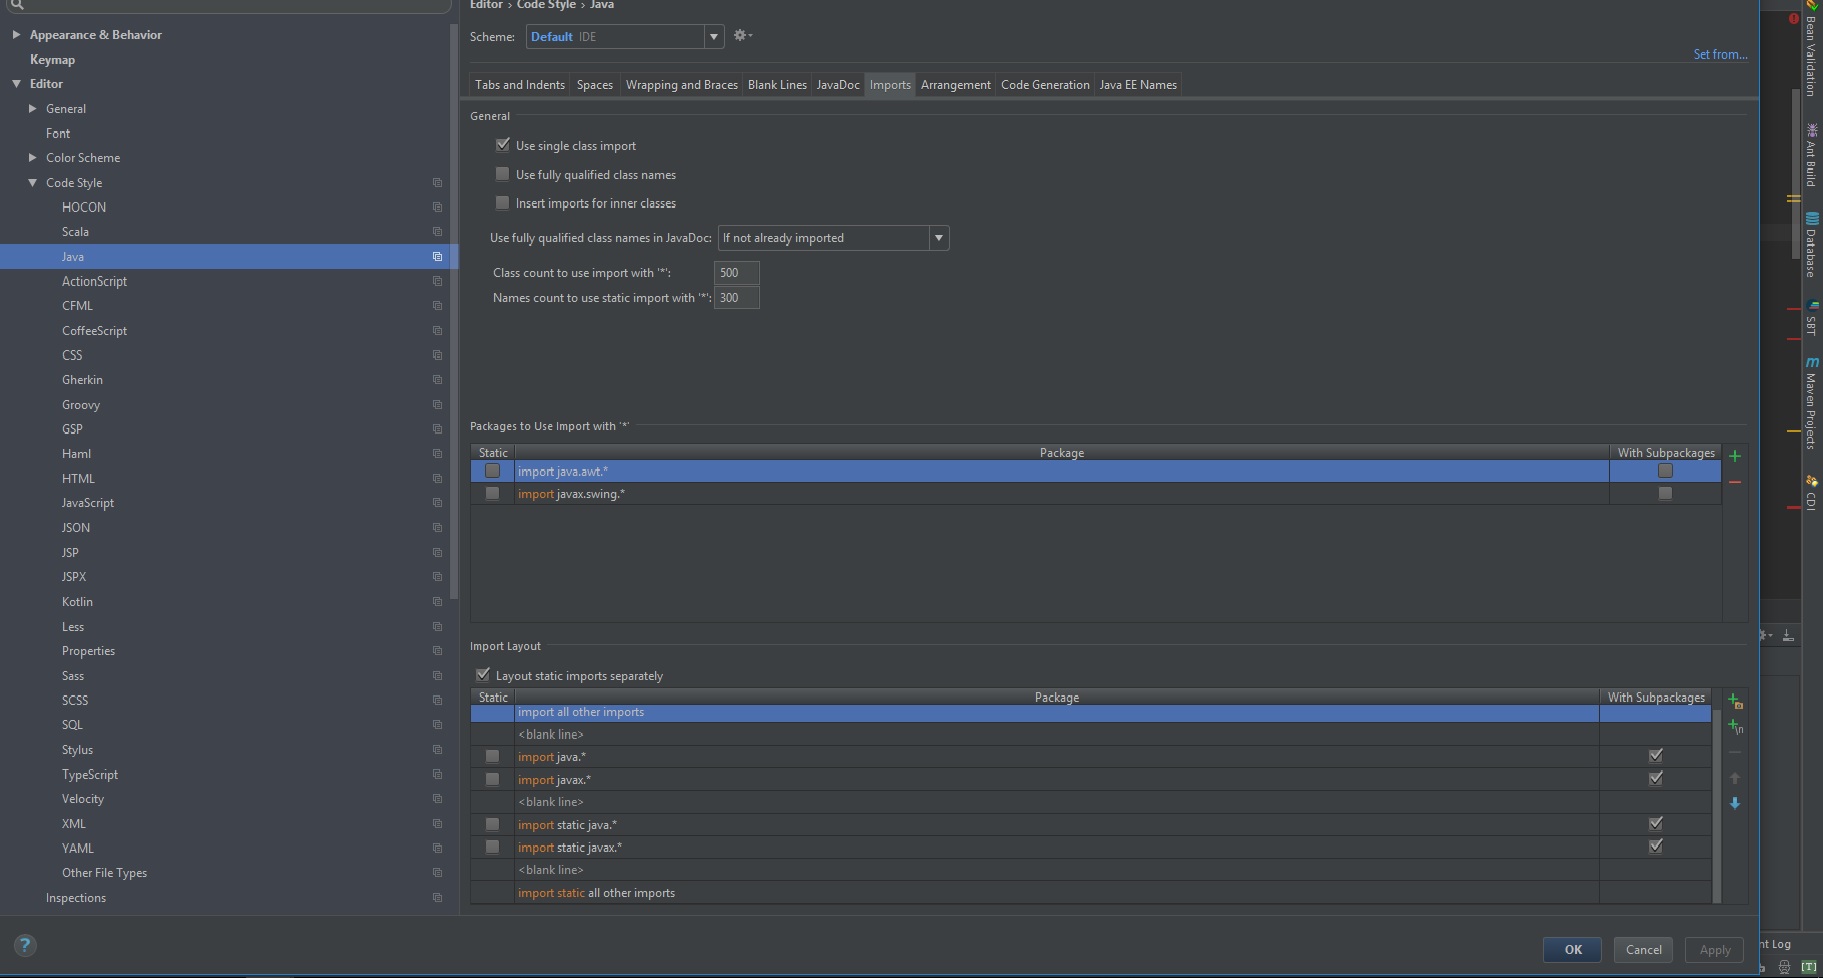 Editor › Code Style › Java
Appearance & Behavior
Keymap
Editor
General
Font
Color Scheme
Code Style
HOCON
Scala
Java
ActionScript
CFML
CoffeeScript
CSS
Gherkin
Groovy
GSP
Haml
HTML
JavaScript
JSON
JSP
JSPX
Kotlin
Less
Properties
Sass
SCSS
SQL
Stylus
TypeScript
Velocity
XML
YAML
Other File Types
Inspections
Scheme: Default IDE
Set from...
Tabs and Indents Spaces Wrapping and Braces Blank Lines JavaDoc Imports Arrangement Code Generation Java EE Names
General
Use single class import
Use fully qualified class names
Insert imports for inner classes
Use fully qualified class names in JavaDoc: If not already imported
Class count to use import with '*': 500
Names count to use static import with '*': 300
Packages to Use Import with '*'
Static Package With Subpackages
import java.awt.*
import javax.swing.*
Import Layout
Layout static imports separately
Static Package With Subpackages
import all other imports
<blank line>
import java.*
import javax.*
<blank line>
import static java.*
import static javax.*
<blank line>
import static all other imports
?
OK Cancel Apply
Bean Validation
Ant Build
Database
SBT
m Maven Projects
CDI
nt Log
[T]